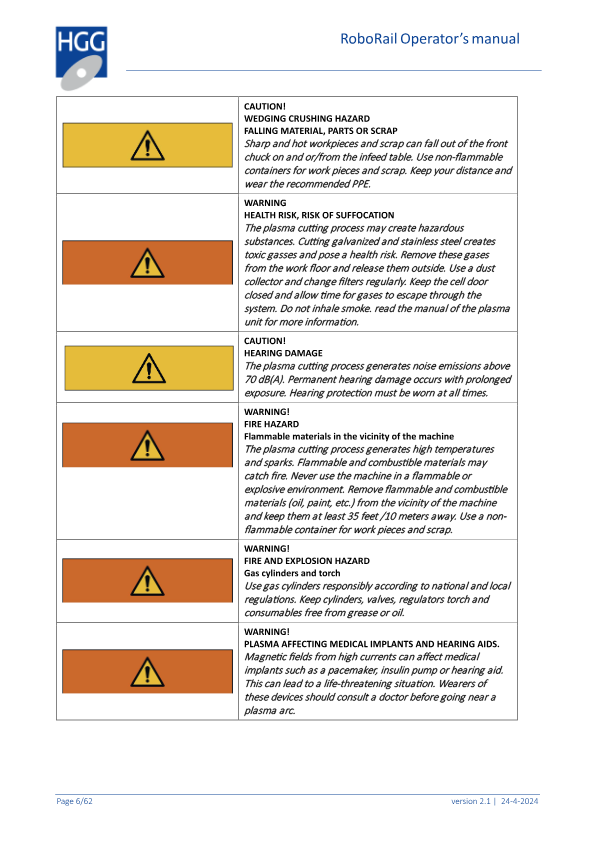 HGG
RoboRail Operator's manual
CAUTION!
WEDGING CRUSHING HAZARD
FALLING MATERIAL, PARTS OR SCRAP
Sharp and hot workpieces and scrap can fall out of the front
chuck on and or/from the infeed table. Use non-flammable
containers for work pieces and scrap. Keep your distance and
wear the recommended PPE.
WARNING
HEALTH RISK, RISK OF SUFFOCATION
The plasma cutting process may create hazardous
substances. Cutting galvanized and stainless steel creates
toxic gasses and pose a health risk. Remove these gases
from the work floor and release them outside. Use a dust
collector and change filters regularly. Keep the cell door
closed and allow time for gases to escape through the
system. Do not inhale smoke. read the manual of the plasma
unit for more information.
CAUTION!
HEARING DAMAGE
The plasma cutting process generates noise emissions above
70 dB(A). Permanent hearing damage occurs with prolonged
exposure. Hearing protection must be worn at all times.
WARNING!
FIRE HAZARD
Flammable materials in the vicinity of the machine
The plasma cutting process generates high temperatures
and sparks. Flammable and combustible materials may
catch fire. Never use the machine in a flammable or
explosive environment. Remove flammable and combustible
materials (oil, paint, etc.) from the vicinity of the machine
and keep them at least 35 feet /10 meters away. Use a non-
flammable container for work pieces and scrap.
WARNING!
FIRE AND EXPLOSION HAZARD
Gas cylinders and torch
Use gas cylinders responsibly according to national and local
regulations. Keep cylinders, valves, regulators torch and
consumables free from grease or oil.
WARNING!
PLASMA AFFECTING MEDICAL IMPLANTS AND HEARING AIDS.
Magnetic fields from high currents can affect medical
implants such as a pacemaker, insulin pump or hearing aid.
This can lead to a life-threatening situation. Wearers of
these devices should consult a doctor before going near a
plasma arc.
Page 6/62
version 2.1 | 24-4-2024